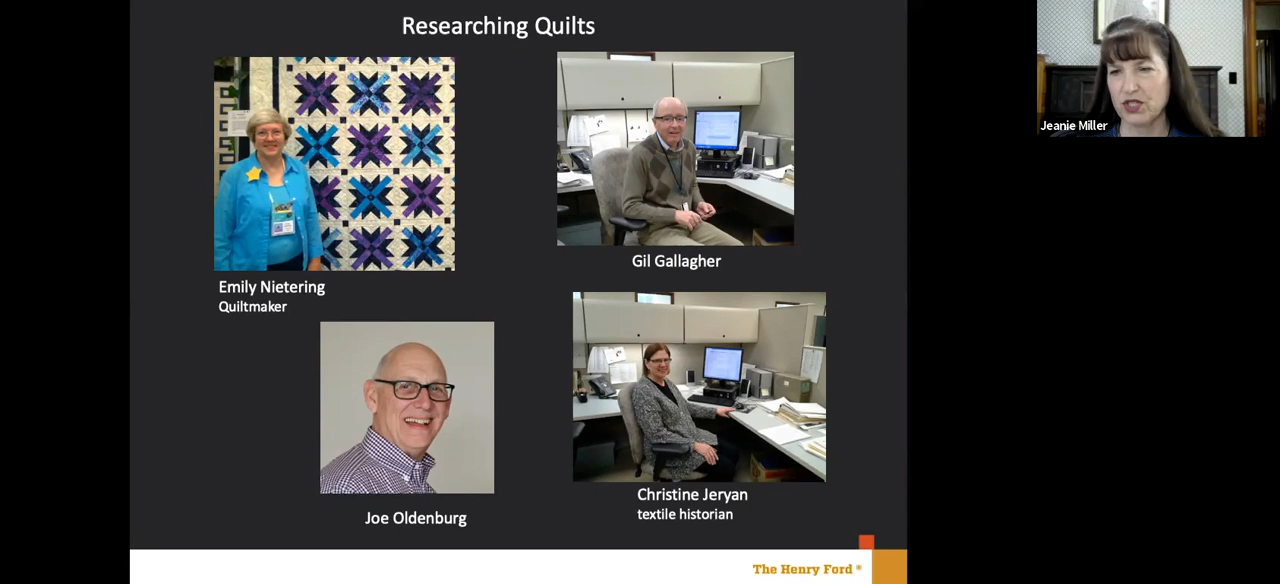 Researching Quilts
Emily Nietering
Quiltmaker
Gil Gallagher
Joe Oldenburg
Christine Jeryan
textile historian
The Henry Ford
Jeanie Miller